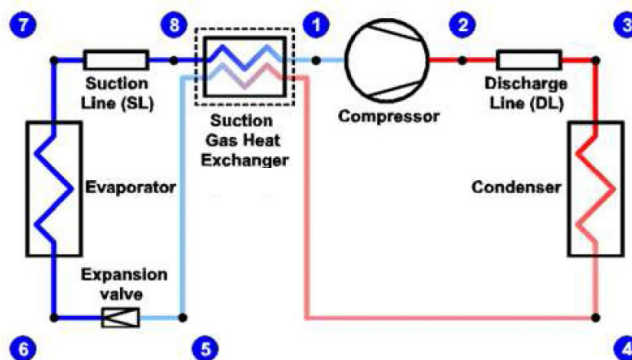 7
8
1
2
3
Suction
Line (SL)
Suction
Gas Heat
Exchanger
Compressor
Discharge
Line (DL)
Evaporator
Condenser
Expansion
valve
6
5
4